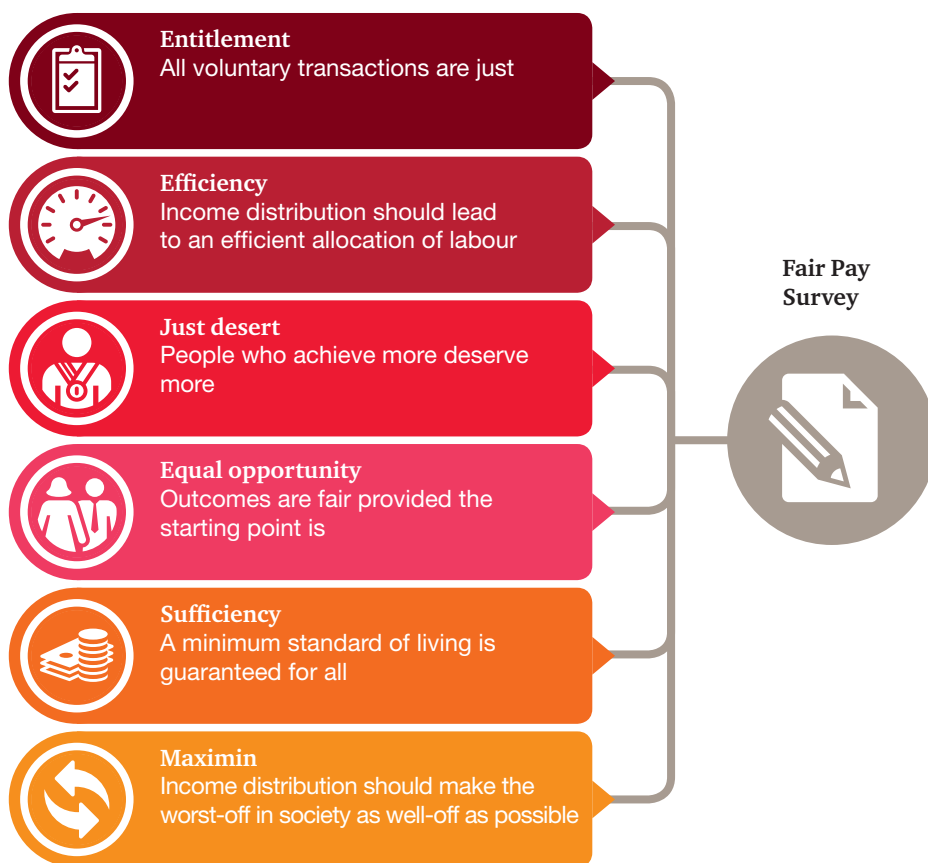 Entitlement
All voluntary transactions are just
Efficiency
Income distribution should lead
to an efficient allocation of labour
Just desert
People who achieve more deserve
more
Equal opportunity
Outcomes are fair provided the
starting point is
Sufficiency
A minimum standard of living is
guaranteed for all
Maximin
Income distribution should make the
worst-off in society as well-off as possible
Fair Pay
Survey